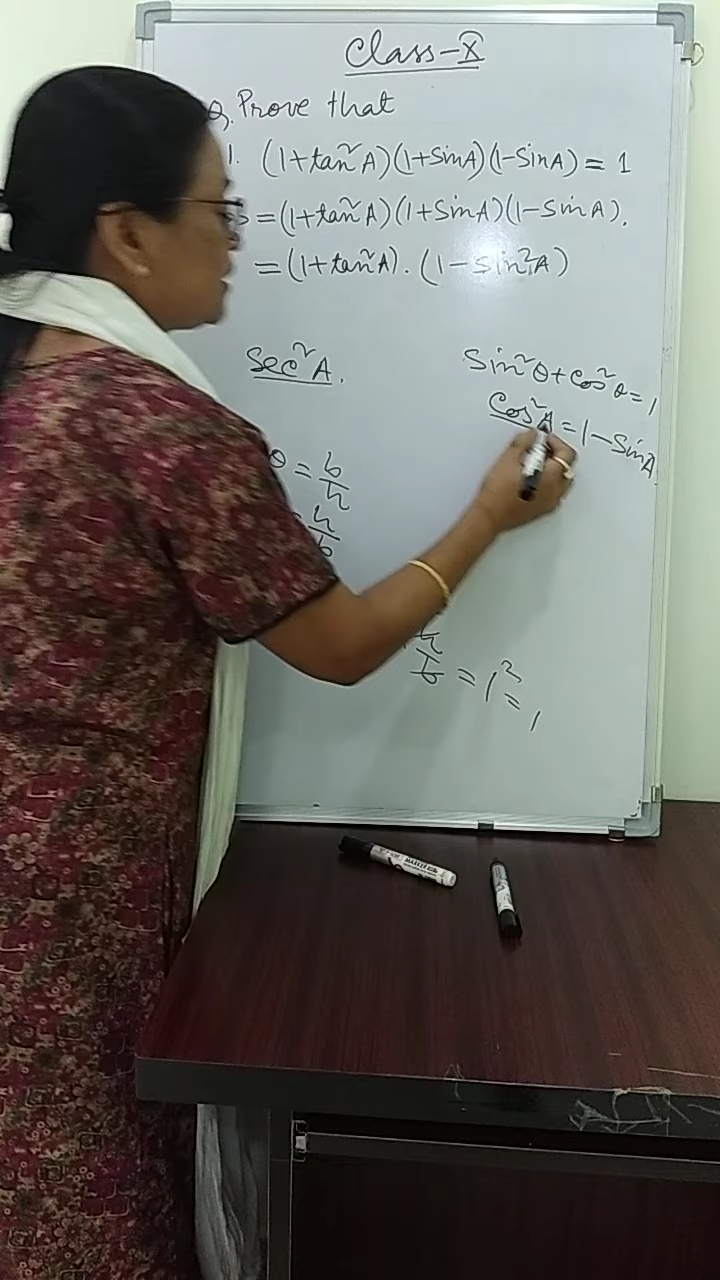 Class-X
Q. Prove that
1. (1+tan²A)(1+SinA)(1-SinA) = 1
= (1+tan²A)(1+SinA)(1-SinA).
= (1+tan²A).(1-sin²A)
Sec²A.
Sin²θ+Cos²θ=1
Cos²A=1-SinA
θ = b/h
= h/b
h/b = 1² = 1
MARKER